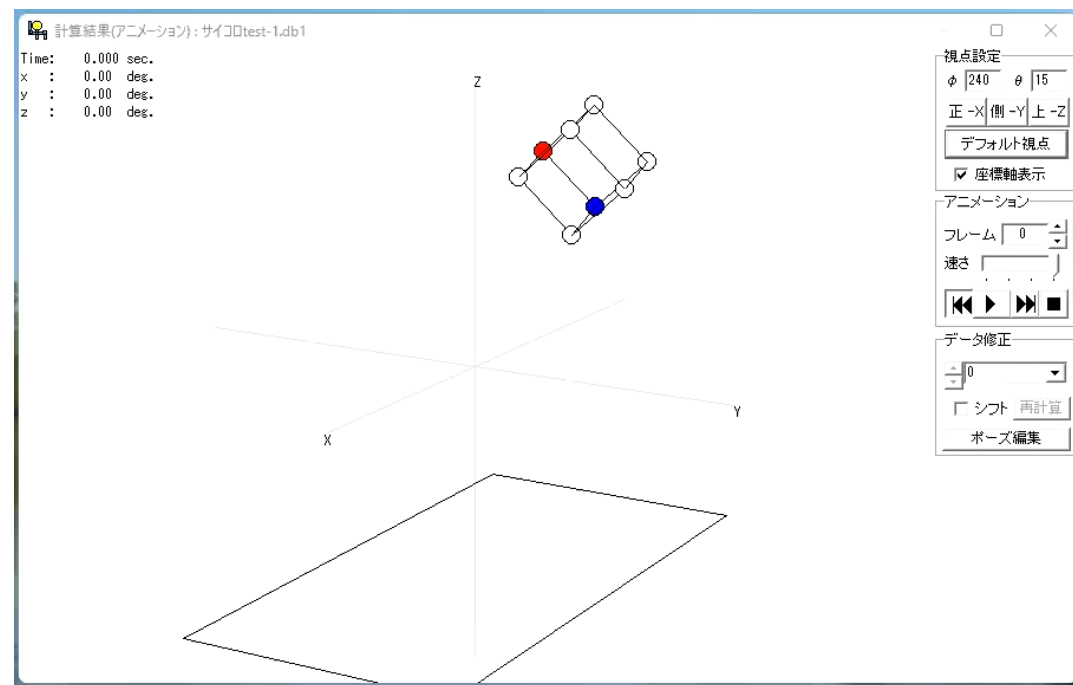 計算結果(アニメーション) : サイコロtest-1.db1
Time: 0.000 sec.
x : 0.00 deg.
y : 0.00 deg.
z : 0.00 deg.
Z
Y
X
視点設定
φ 240 θ 15
正 -X 側 -Y 上 -Z
デフォルト視点
座標軸表示
アニメーション
フレーム 0
速さ
データ修正
0
シフト 再計算
ポーズ編集